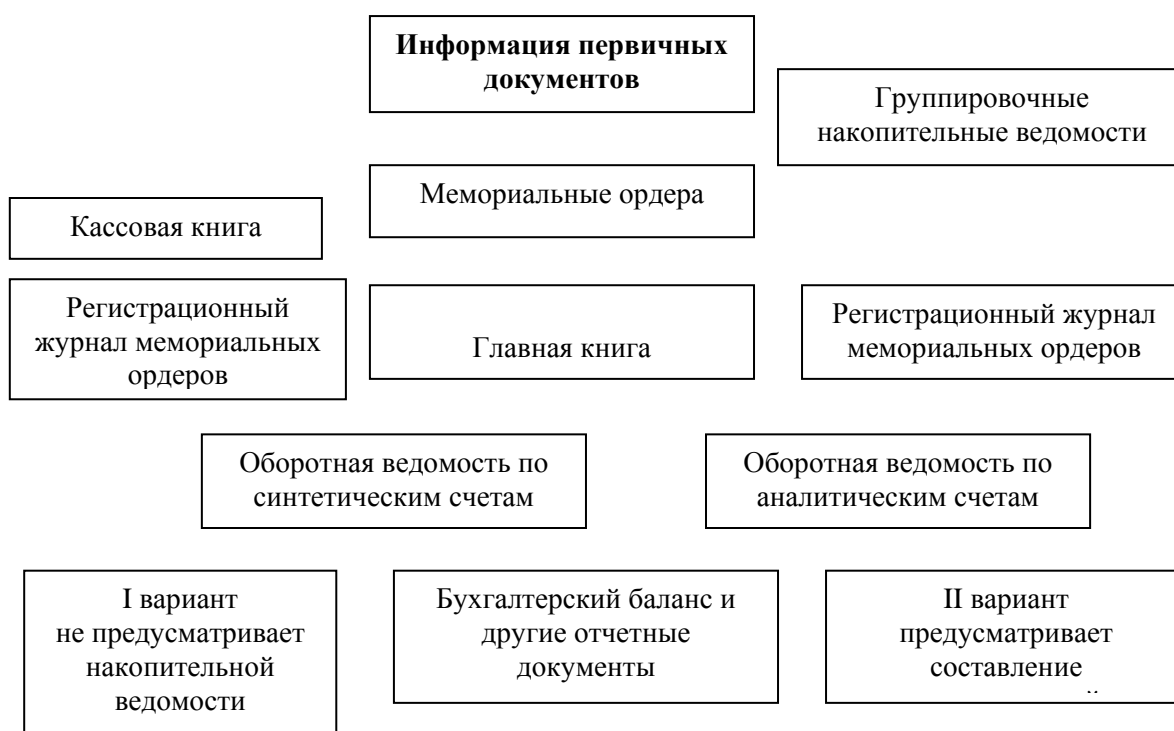 Информация первичных
документов
Группировочные
накопительные ведомости
Мемориальные ордера
Кассовая книга
Регистрационный
журнал мемориальных
ордеров
Главная книга
Регистрационный журнал
мемориальных ордеров
Оборотная ведомость по
синтетическим счетам
Оборотная ведомость по
аналитическим счетам
I вариант
не предусматривает
накопительной
ведомости
Бухгалтерский баланс и
другие отчетные
документы
II вариант
предусматривает
составление